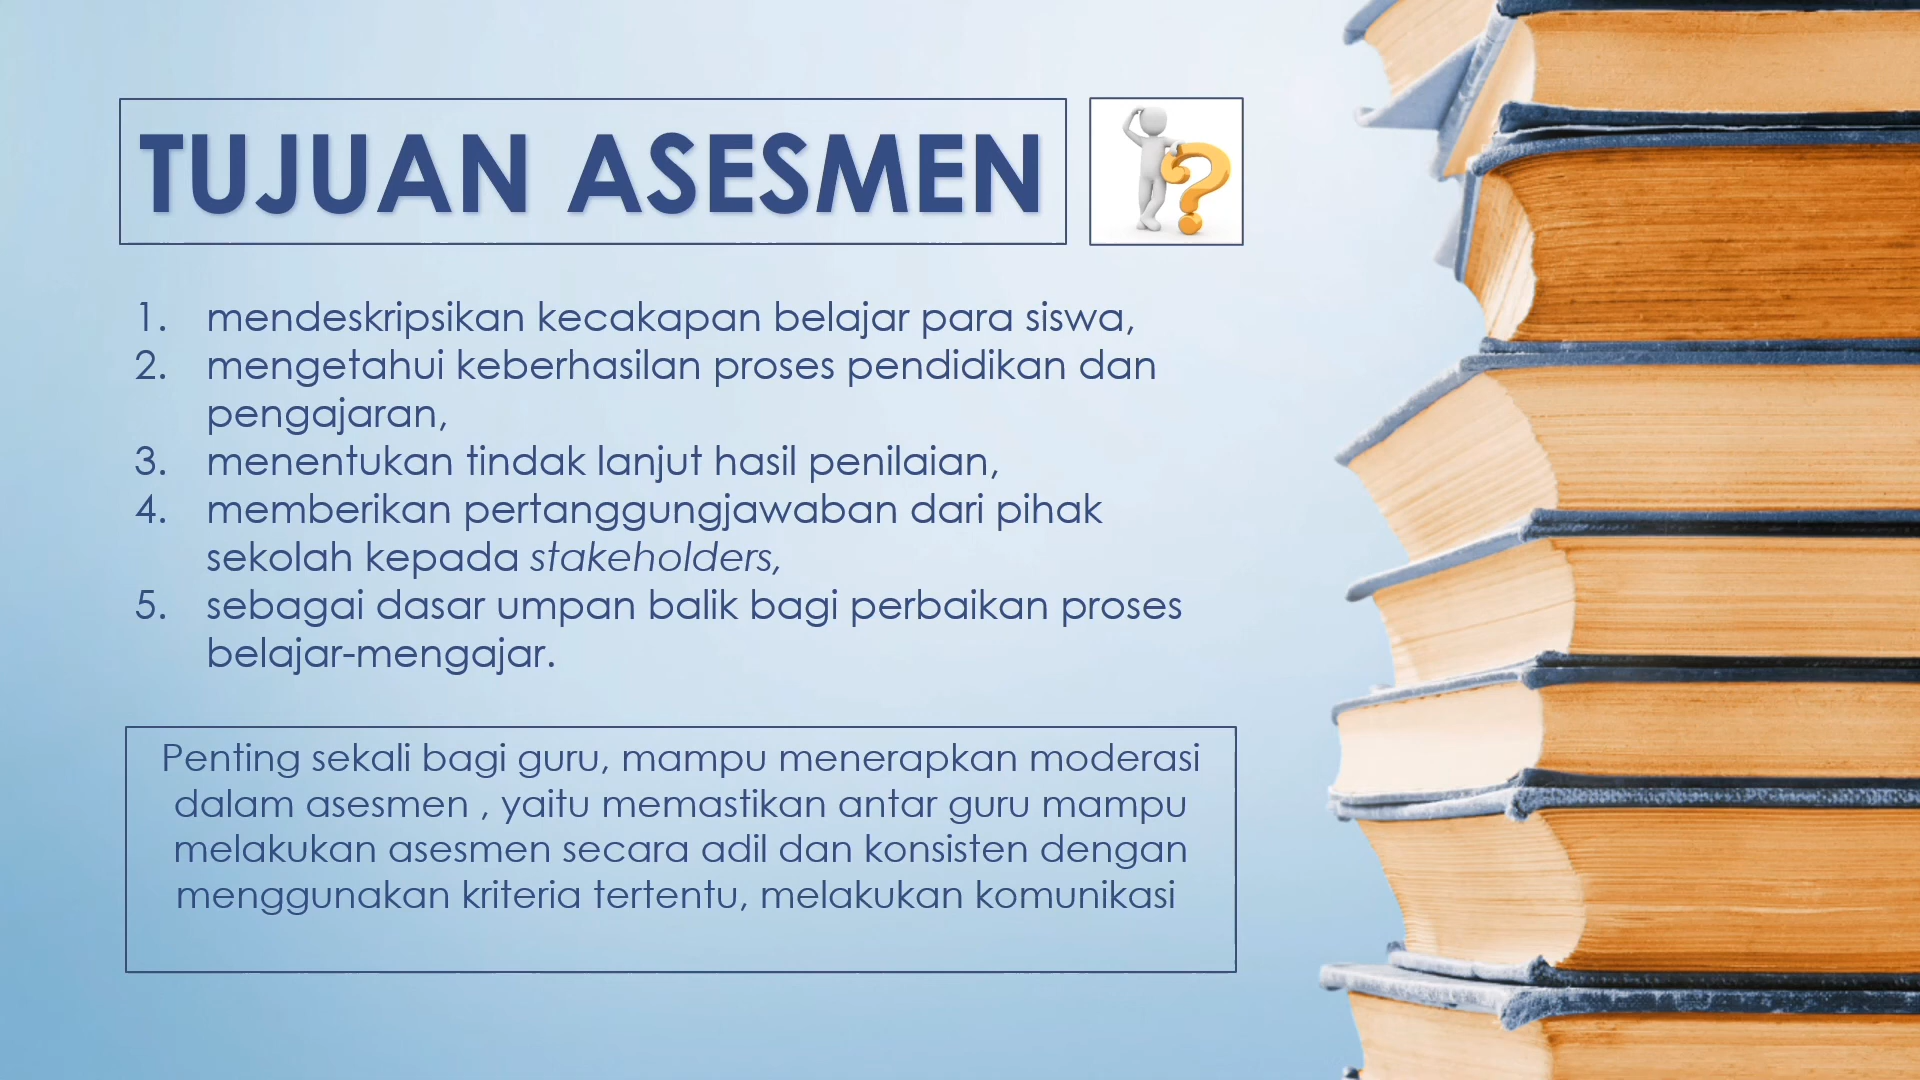 TUJUAN ASESMEN
1. mendeskripsikan kecakapan belajar para siswa,
2. mengetahui keberhasilan proses pendidikan dan
pengajaran,
3. menentukan tindak lanjut hasil penilaian,
4. memberikan pertanggungjawaban dari pihak
sekolah kepada stakeholders,
5. sebagai dasar umpan balik bagi perbaikan proses
belajar-mengajar.
Penting sekali bagi guru, mampu menerapkan moderasi
dalam asesmen , yaitu memastikan antar guru mampu
melakukan asesmen secara adil dan konsisten dengan
menggunakan kriteria tertentu, melakukan komunikasi